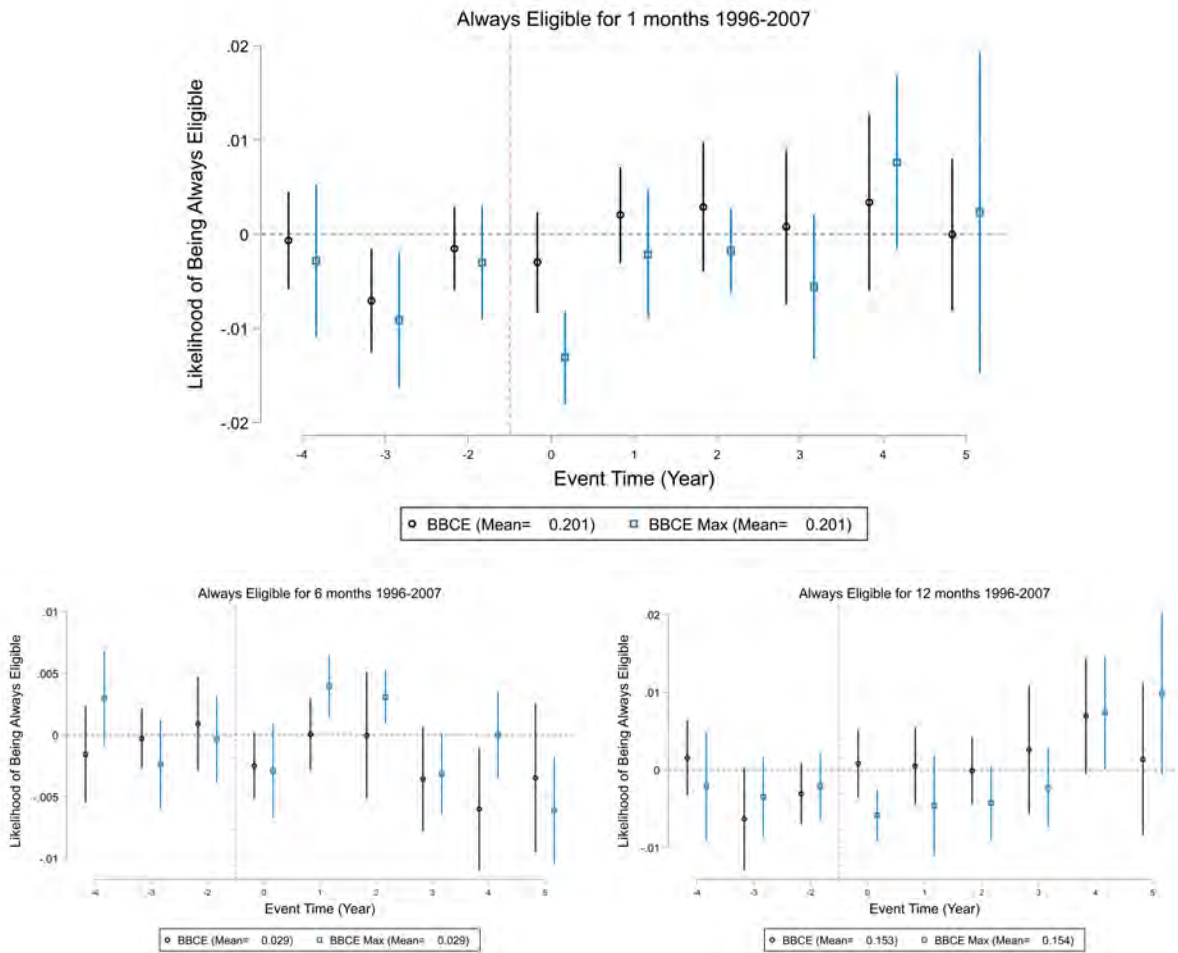 Always Eligible for 1 months 1996-2007
Likelihood of Being Always Eligible
.02
.01
0
-.01
-.02
-4 -3 -2 0 1 2 3 4 5
Event Time (Year)
BBCE (Mean= 0.201) BBCE Max (Mean= 0.201)
Always Eligible for 6 months 1996-2007
Likelihood of Being Always Eligible
.01
.005
0
-.005
-.01
-4 -3 -2 0 1 2 3 4 5
Event Time (Year)
BBCE (Mean= 0.029) BBCE Max (Mean= 0.029)
Always Eligible for 12 months 1996-2007
Likelihood of Being Always Eligible
.02
.01
0
-.01
-4 -3 -2 0 1 2 3 4 5
Event Time (Year)
BBCE (Mean= 0.153) BBCE Max (Mean= 0.154)